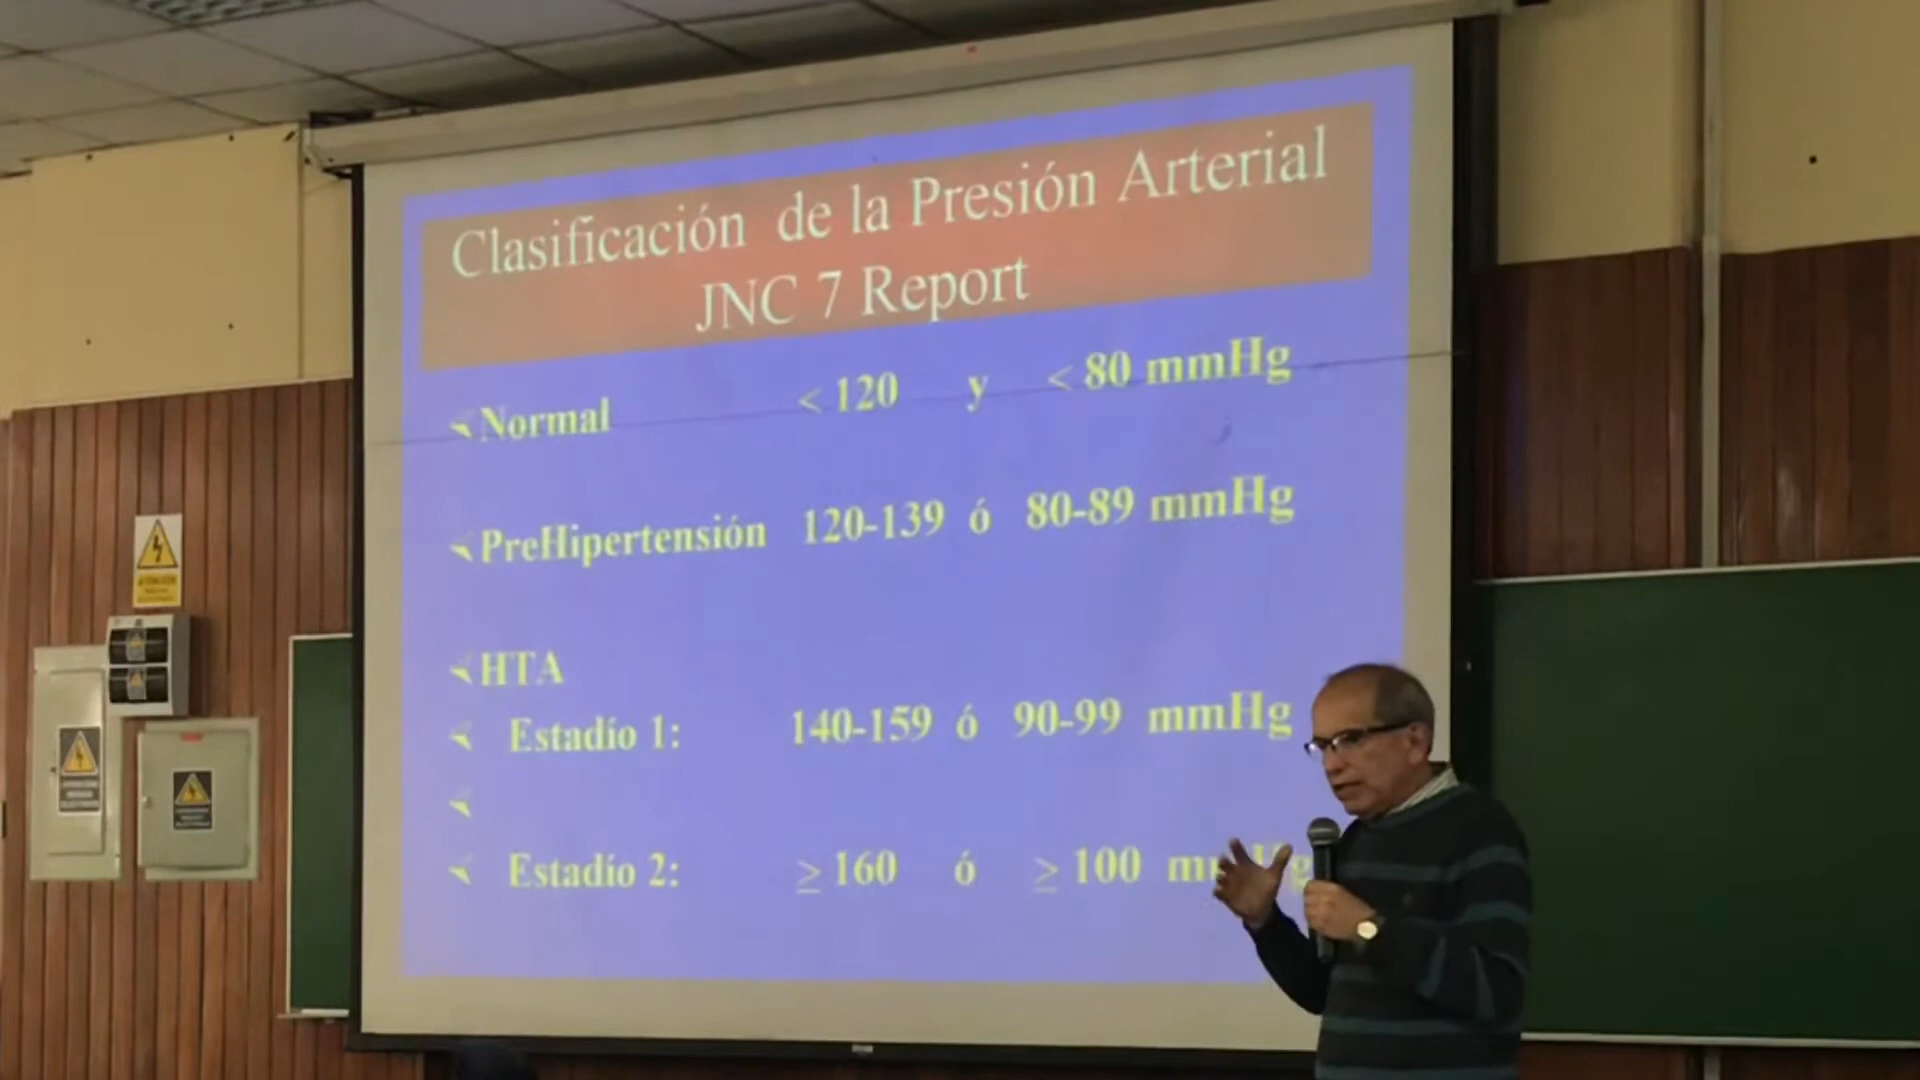 Clasificación de la Presión Arterial
JNC 7 Report
Normal < 120 y < 80 mmHg
PreHipertensión 120-139 ó 80-89 mmHg
HTA
Estadío 1: 140-159 ó 90-99 mmHg
Estadío 2: ≥ 160 ó ≥ 100